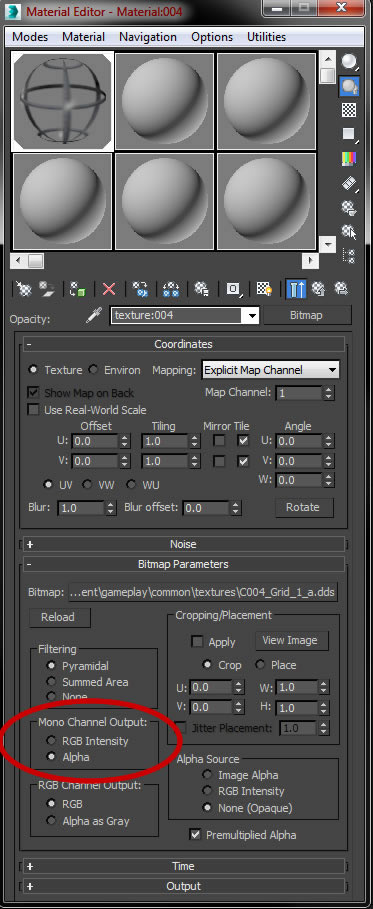 Material Editor - Material:004
Modes Material Navigation Options Utilities
Opacity: texture:004 Bitmap
- Coordinates
Texture Environ Mapping: Explicit Map Channel
Show Map on Back Map Channel: 1
Use Real-World Scale
Offset Tiling Mirror Tile Angle
U: 0.0 1.0 U: 0.0
V: 0.0 1.0 V: 0.0
UV VW WU W: 0.0
Blur: 1.0 Blur offset: 0.0 Rotate
+ Noise
- Bitmap Parameters
Bitmap: ...ent\gameplay\common\textures\C004_Grid_1_a.dds
Reload
Cropping/Placement
Apply View Image
Crop Place
U: 0.0 W: 1.0
V: 0.0 H: 1.0
Jitter Placement: 1.0
Filtering
Pyramidal
Summed Area
None
Mono Channel Output:
RGB Intensity
Alpha
Alpha Source
Image Alpha
RGB Intensity
None (Opaque)
RGB Channel Output:
RGB
Alpha as Gray
Premultiplied Alpha
+ Time
+ Output